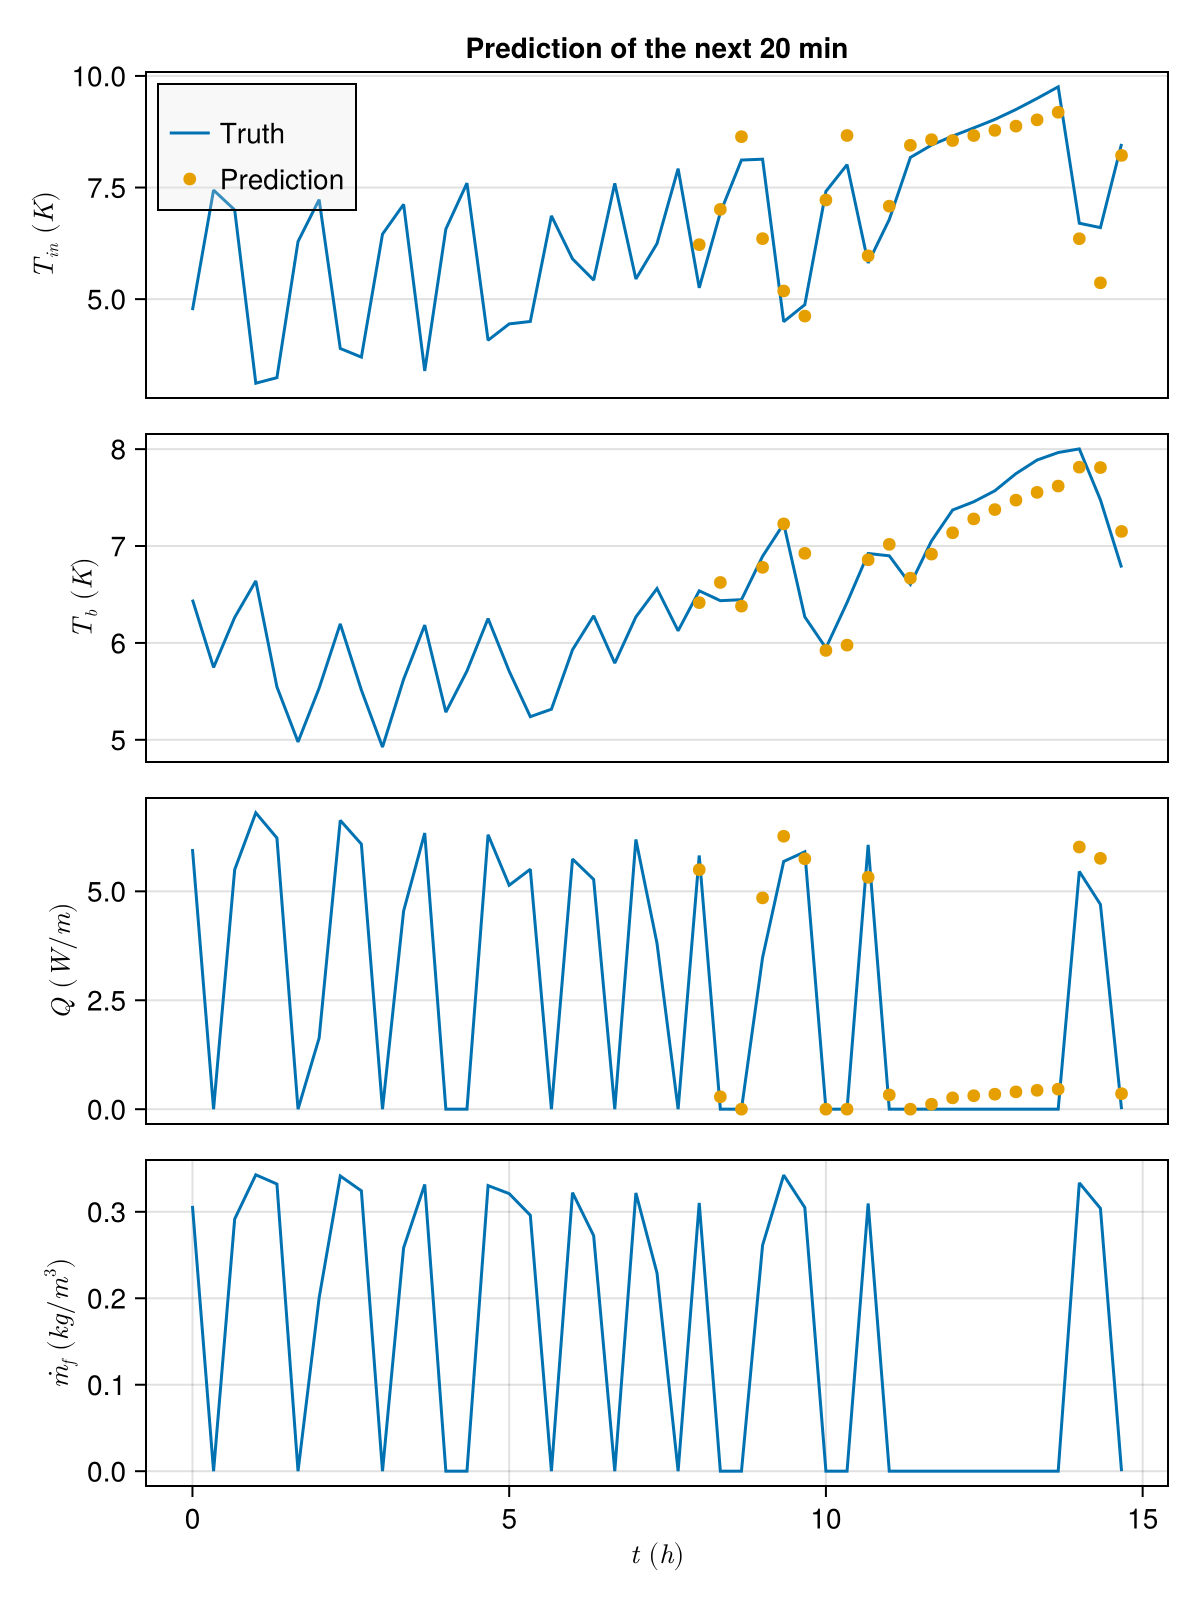 Prediction of the next 20 min
Truth
Prediction
10.0
7.5
5.0
T_in (K)
8
7
6
5
T_b (K)
5.0
2.5
0.0
Q (W/m)
0.3
0.2
0.1
0.0
ṁ_f (kg/m³)
0 5 10 15
t (h)